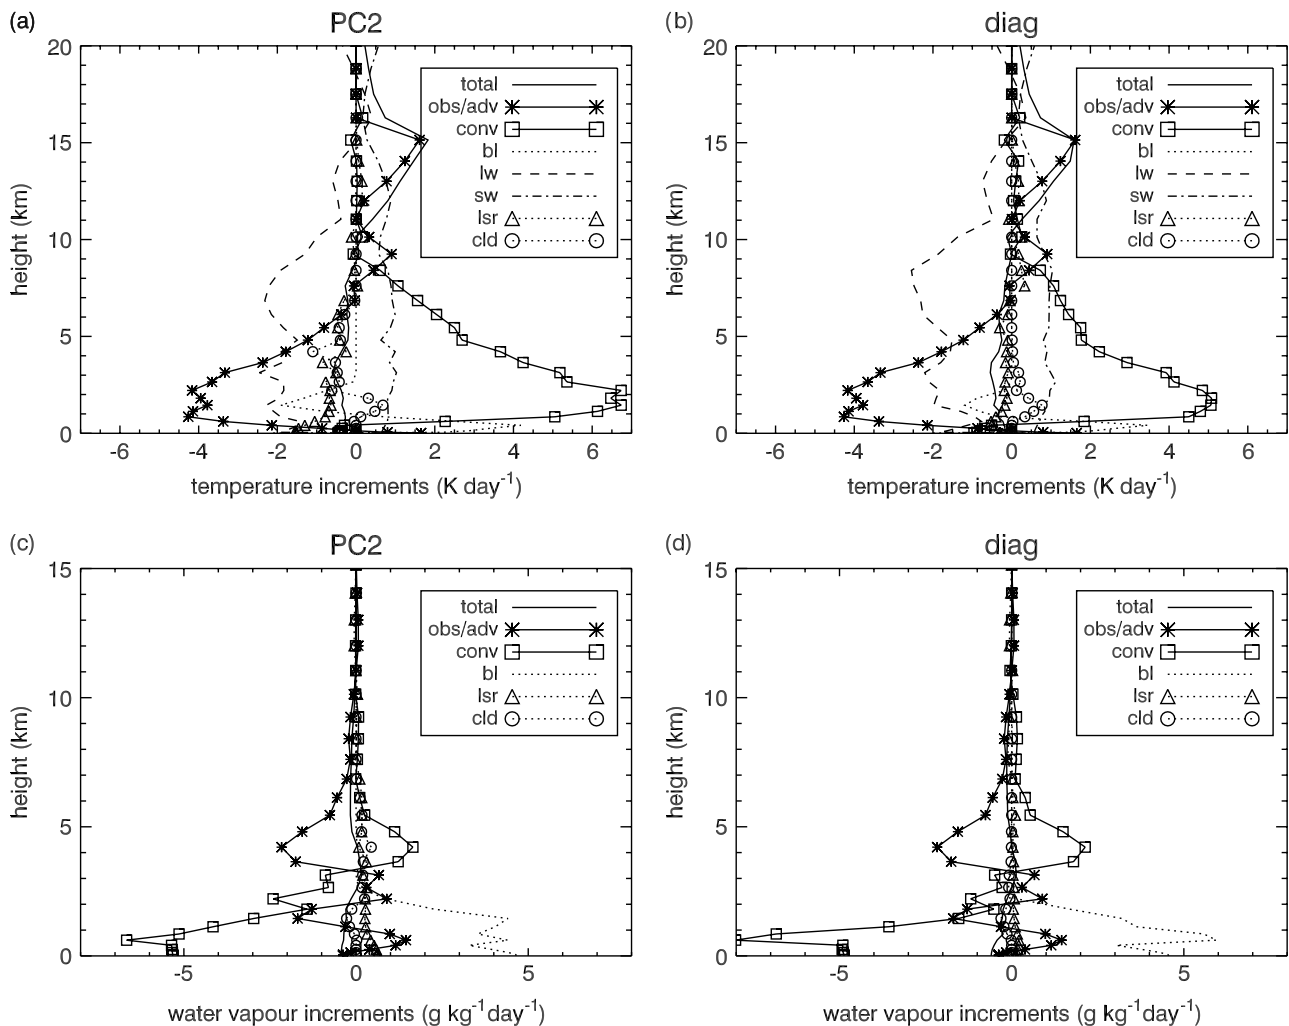 (a) PC2
20
15
10
5
0
height (km)
total
obs/adv
conv
bl
lw
sw
lsr
cld
-6 -4 -2 0 2 4 6
temperature increments (K day⁻¹)
(b) diag
20
15
10
5
0
height (km)
total
obs/adv
conv
bl
lw
sw
lsr
cld
-6 -4 -2 0 2 4 6
temperature increments (K day⁻¹)
(c) PC2
15
10
5
0
height (km)
total
obs/adv
conv
bl
lsr
cld
-5 0 5
water vapour increments (g kg⁻¹day⁻¹)
(d) diag
15
10
5
0
height (km)
total
obs/adv
conv
bl
lsr
cld
-5 0 5
water vapour increments (g kg⁻¹day⁻¹)